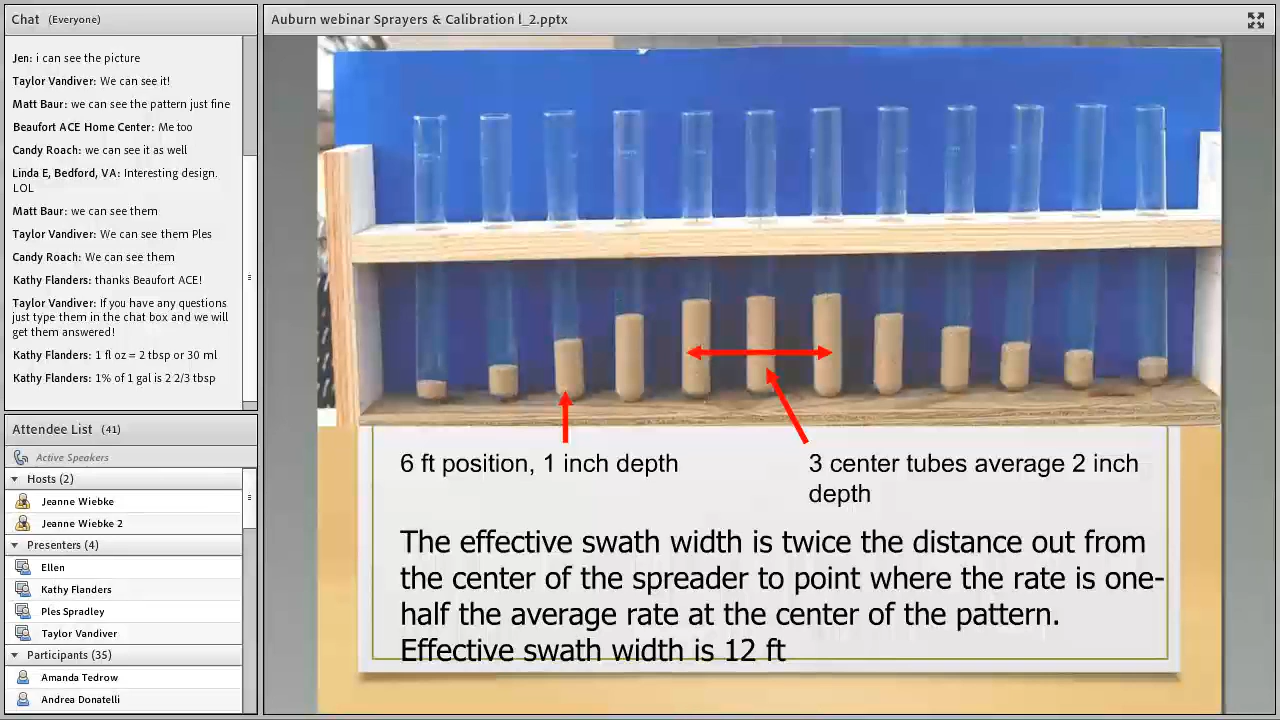 Chat (Everyone)
Jen: i can see the picture
Taylor Vandiver: We can see it!
Matt Baur: we can see the pattern just fine
Beaufort ACE Home Center: Me too
Candy Roach: we can see it as well
Linda E, Bedford, VA: Interesting design.
LOL
Matt Baur: we can see them
Taylor Vandiver: We can see them Ples
Candy Roach: We can see them
Kathy Flanders: thanks Beaufort ACE!
Taylor Vandiver: If you have any questions
just type them in the chat box and we will
get them answered!
Kathy Flanders: 1 fl oz = 2 tbsp or 30 ml
Kathy Flanders: 1% of 1 gal is 2 2/3 tbsp
Attendee List (41)
Active Speakers
Hosts (2)
Jeanne Wiebke
Jeanne Wiebke 2
Presenters (4)
Ellen
Kathy Flanders
Ples Spradley
Taylor Vandiver
Participants (35)
Amanda Tedrow
Andrea Donatelli
Auburn webinar Sprayers & Calibration l_2.pptx
6 ft position, 1 inch depth
3 center tubes average 2 inch
depth
The effective swath width is twice the distance out from
the center of the spreader to point where the rate is one-
half the average rate at the center of the pattern.
Effective swath width is 12 ft